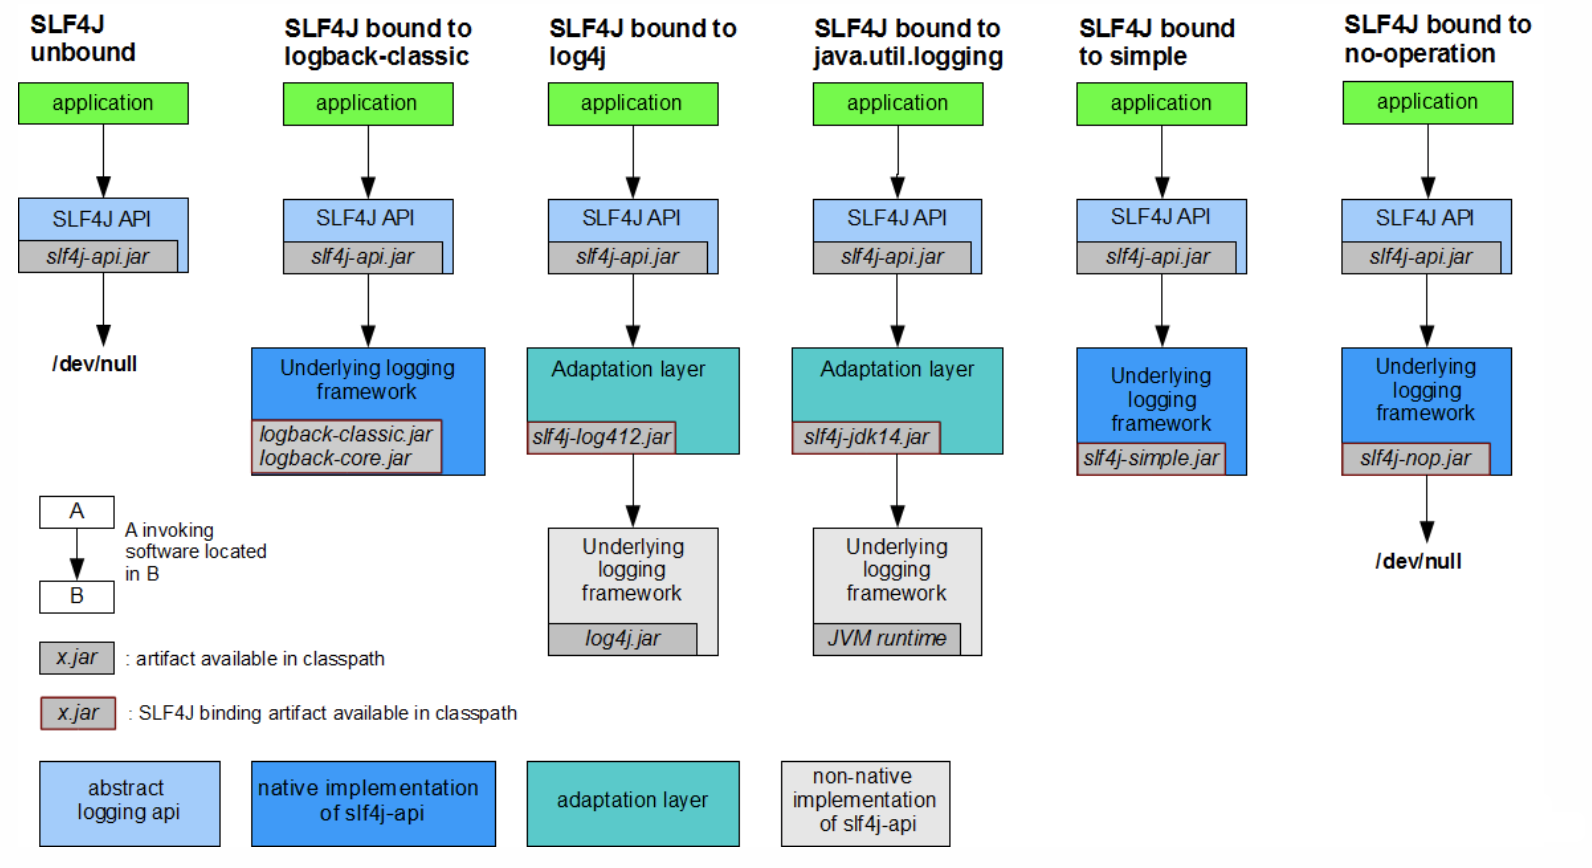 SLF4J
unbound
SLF4J bound to
logback-classic
SLF4J bound to
log4j
SLF4J bound to
java.util.logging
SLF4J bound
to simple
SLF4J bound to
no-operation
application
application
application
application
application
application
SLF4J API
slf4j-api.jar
SLF4J API
slf4j-api.jar
SLF4J API
slf4j-api.jar
SLF4J API
slf4j-api.jar
SLF4J API
slf4j-api.jar
SLF4J API
slf4j-api.jar
/dev/null
Underlying logging
framework
logback-classic.jar
logback-core.jar
Adaptation layer
slf4j-log412.jar
Adaptation layer
slf4j-jdk14.jar
Underlying
logging
framework
slf4j-simple.jar
Underlying
logging
framework
slf4j-nop.jar
Underlying
logging
framework
log4j.jar
Underlying
logging
framework
JVM runtime
/dev/null
A
B
A invoking
software located
in B
x.jar : artifact available in classpath
x.jar : SLF4J binding artifact available in classpath
abstract
logging api
native implementation
of slf4j-api
adaptation layer
non-native
implementation
of slf4j-api